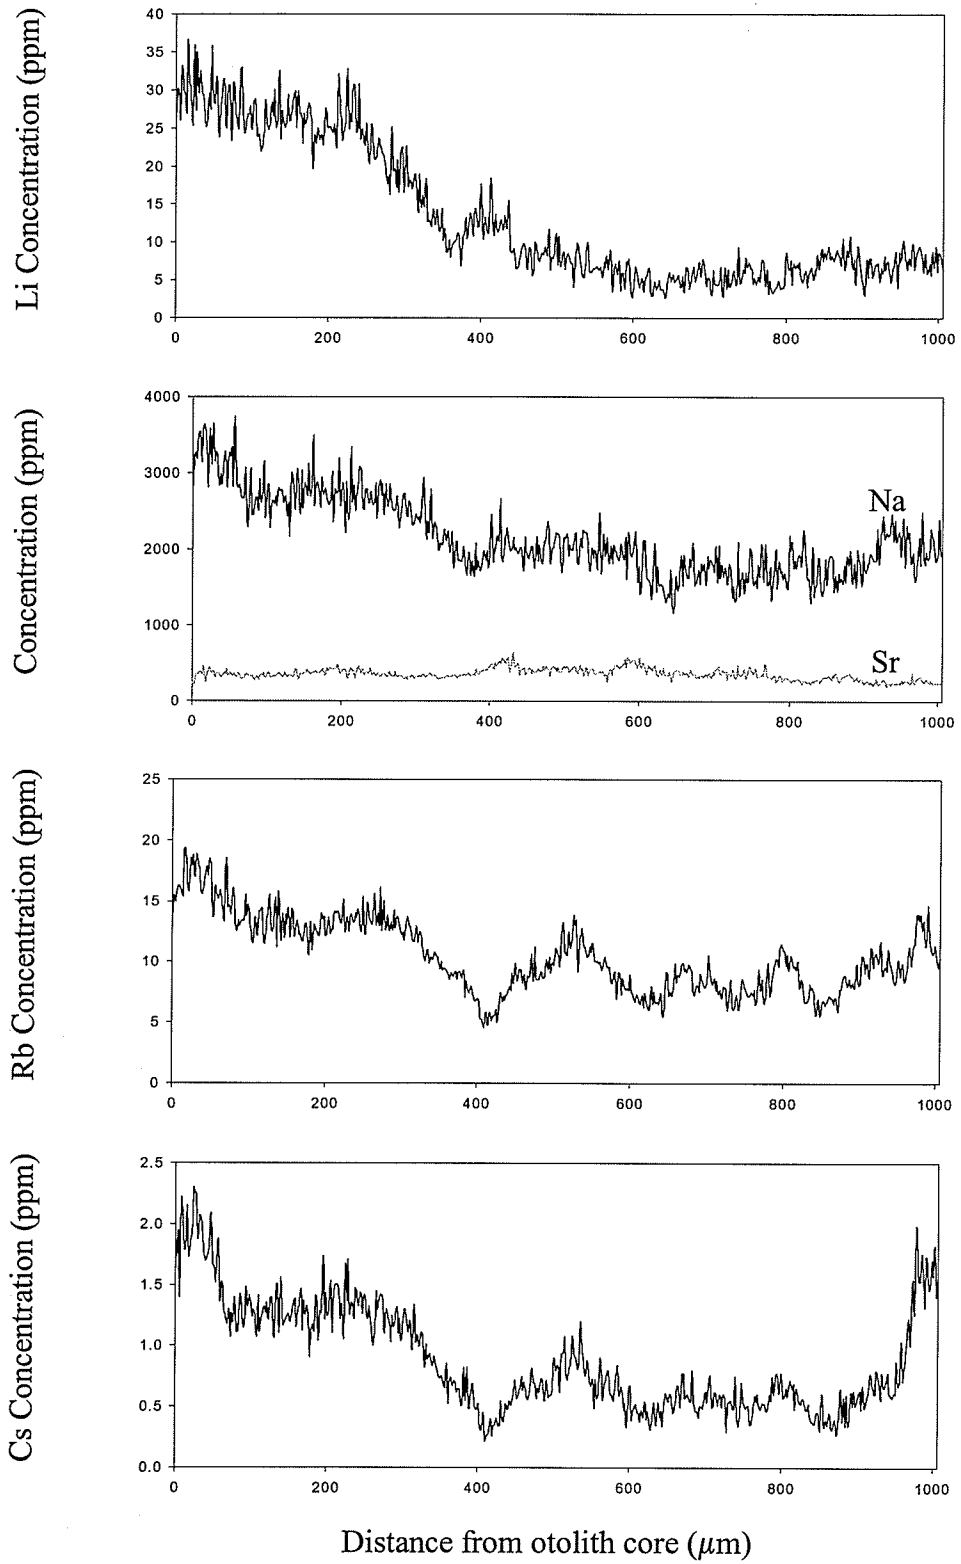 Li Concentration (ppm)
40
35
30
25
20
15
10
5
0
0 200 400 600 800 1000
Concentration (ppm)
4000
3000
2000
1000
0
Na
Sr
0 200 400 600 800 1000
Rb Concentration (ppm)
25
20
15
10
5
0
0 200 400 600 800 1000
Cs Concentration (ppm)
2.5
2.0
1.5
1.0
0.5
0.0
0 200 400 600 800 1000
Distance from otolith core (μm)